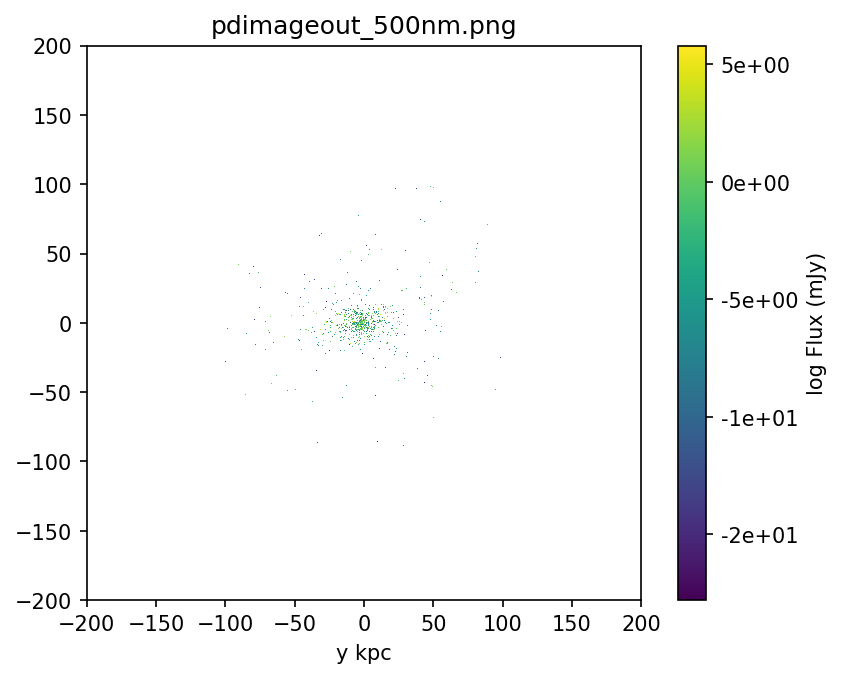 pdimageout_500nm.png
200
150
100
50
0
−50
−100
−150
−200
−200 −150 −100 −50 0 50 100 150 200
y kpc
5e+00
0e+00
-5e+00
-1e+01
-2e+01
log Flux (mJy)